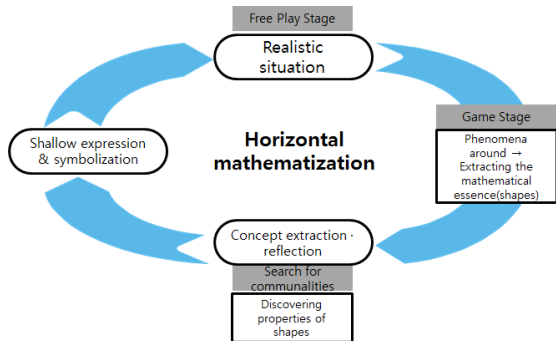 Free Play Stage
Realistic
situation
Game Stage
Phenomena
around →
Extracting the
mathematical
essence(shapes)
Shallow expression
& symbolization
Horizontal
mathematization
Concept extraction ·
reflection
Search for
communalities
Discovering
properties of
shapes